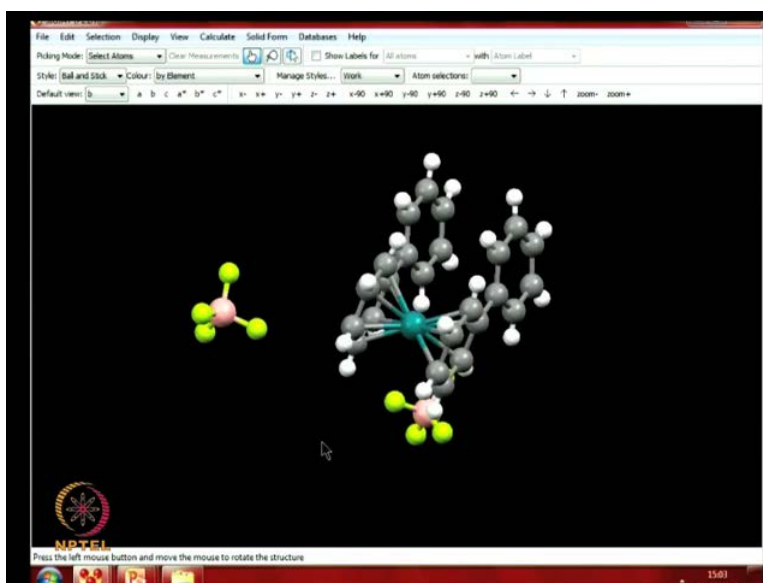 File Edit Selection Display View Calculate Solid Form Databases Help
Picking Mode: Select Atoms Clear Measurements Show Labels for All atoms with Atom Label
Style: Ball and Stick Colour: by Element Manage Styles... Work Atom selections:
Default view: b a b c a* b* c* x- x+ y- y+ z- z+ x-90 x+90 y-90 y+90 z-90 z+90 ← → ↓ ↑ zoom- zoom+
NPTEL
Press the left mouse button and move the mouse to rotate the structure
15:03